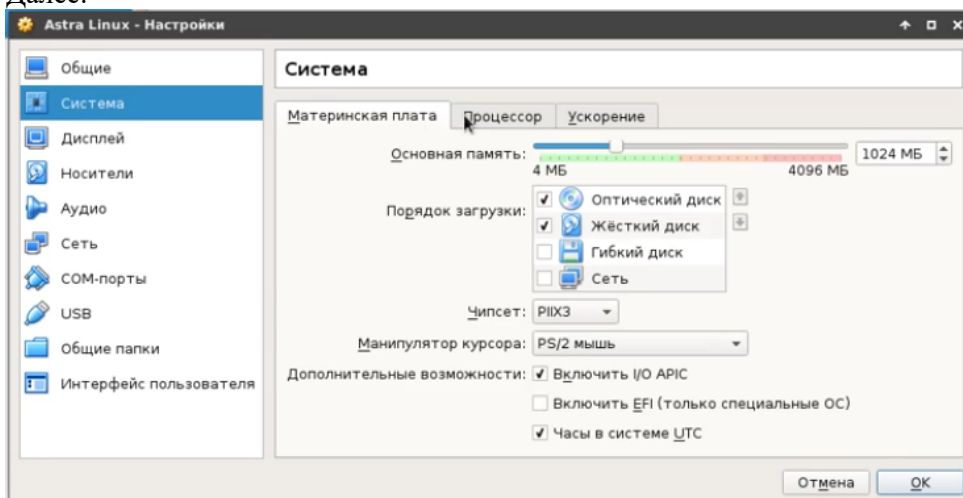 Далее.
Astra Linux - Настройки
Общие
Система
Дисплей
Носители
Аудио
Сеть
COM-порты
USB
Общие папки
Интерфейс пользователя
Система
Материнская плата Процессор Ускорение
Основная память: 1024 МБ
4 МБ 4096 МБ
Порядок загрузки:
Оптический диск
Жёсткий диск
Гибкий диск
Сеть
Чипсет: PIIX3
Манипулятор курсора: PS/2 мышь
Дополнительные возможности: Включить I/O APIC
Включить EFI (только специальные ОС)
Часы в системе UTC
Отмена OK